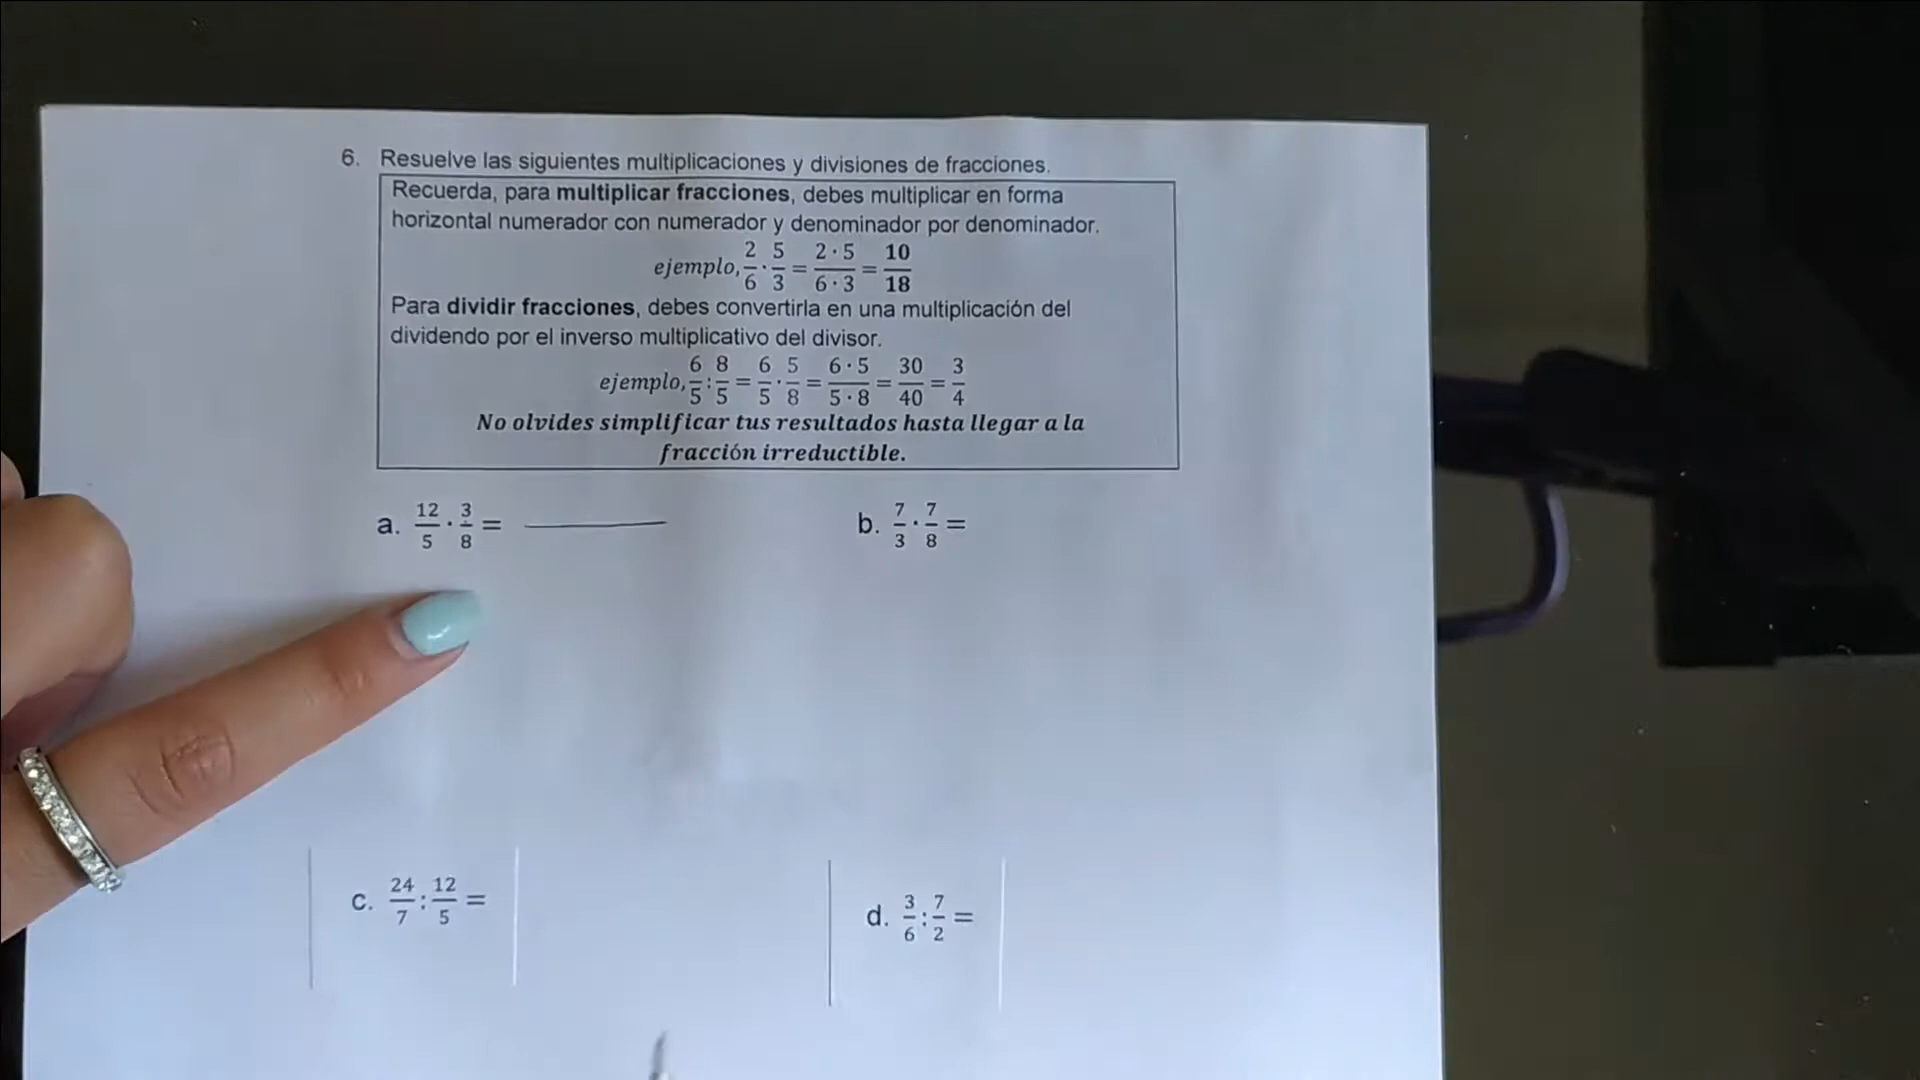 6. Resuelve las siguientes multiplicaciones y divisiones de fracciones.
Recuerda, para multiplicar fracciones, debes multiplicar en forma
horizontal numerador con numerador y denominador por denominador.
ejemplo, 2/6 · 5/3 = 2·5/6·3 = 10/18
Para dividir fracciones, debes convertirla en una multiplicación del
dividendo por el inverso multiplicativo del divisor.
ejemplo, 6/5 : 8/5 = 6/5 · 5/8 = 6·5/5·8 = 30/40 = 3/4
No olvides simplificar tus resultados hasta llegar a la
fracción irreductible.
a. 12/5 · 3/8 =
b. 7/3 · 7/8 =
c. 24/7 : 12/5 =
d. 3/6 : 7/2 =